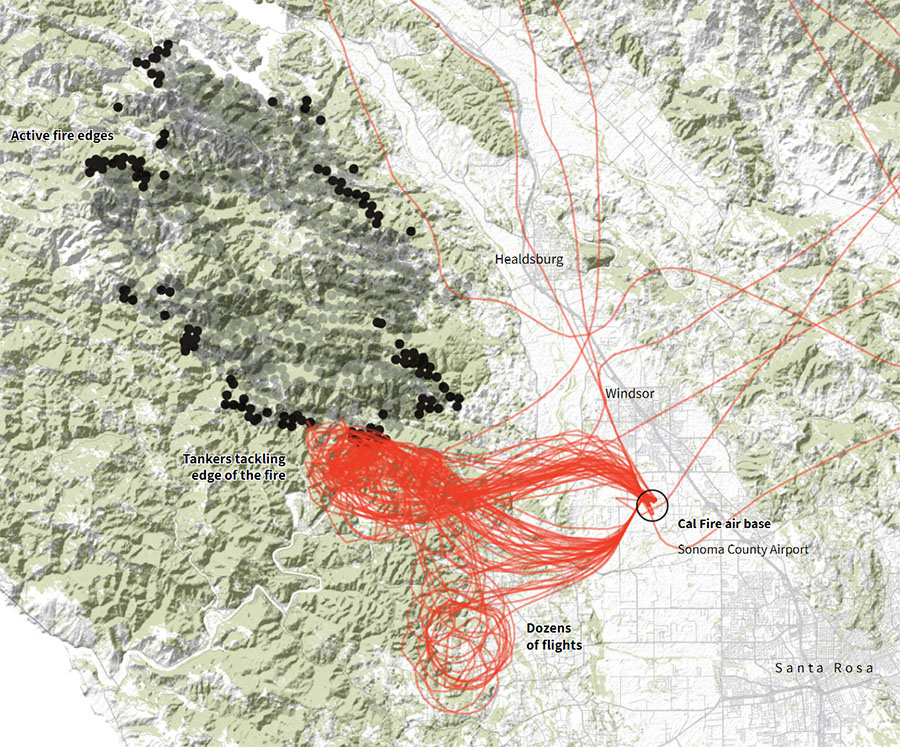 Active fire edges
Healdsburg
Windsor
Tankers tackling
edge of the fire
Cal Fire air base
Sonoma County Airport
Dozens
of flights
Santa Rosa